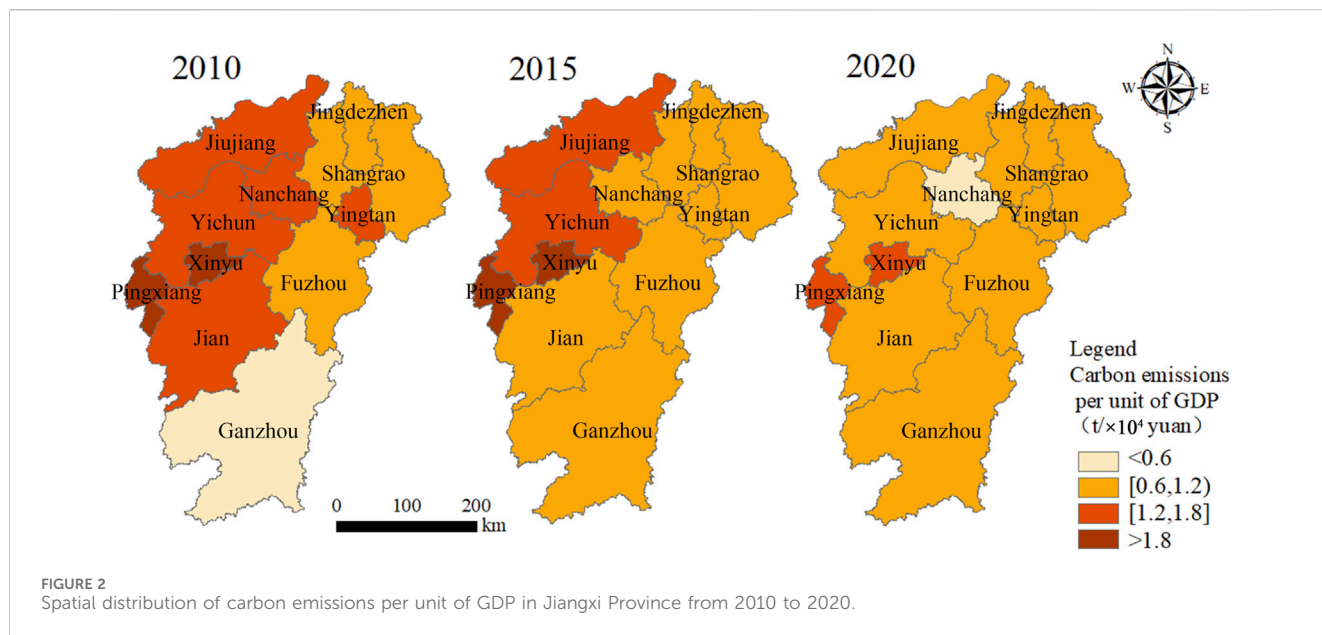 2010
Jingdezhen
Jiujiang
Shangrao
Nanchang
Yingtan
Yichun
Xinyu
Fuzhou
Pingxiang
Jian
Ganzhou
2015
Jingdezhen
Jiujiang
Shangrao
Nanchang
Yingtan
Yichun
Xinyu
Fuzhou
Pingxiang
Jian
Ganzhou
2020
Jingdezhen
Jiujiang
Shangrao
Nanchang
Yingtan
Yichun
Xinyu
Fuzhou
Pingxiang
Jian
Ganzhou
N
W E
S
0 100 200
km
Legend
Carbon emissions
per unit of GDP
（t/×10⁴ yuan）
<0.6
[0.6,1.2)
[1.2,1.8]
>1.8
FIGURE 2
Spatial distribution of carbon emissions per unit of GDP in Jiangxi Province from 2010 to 2020.